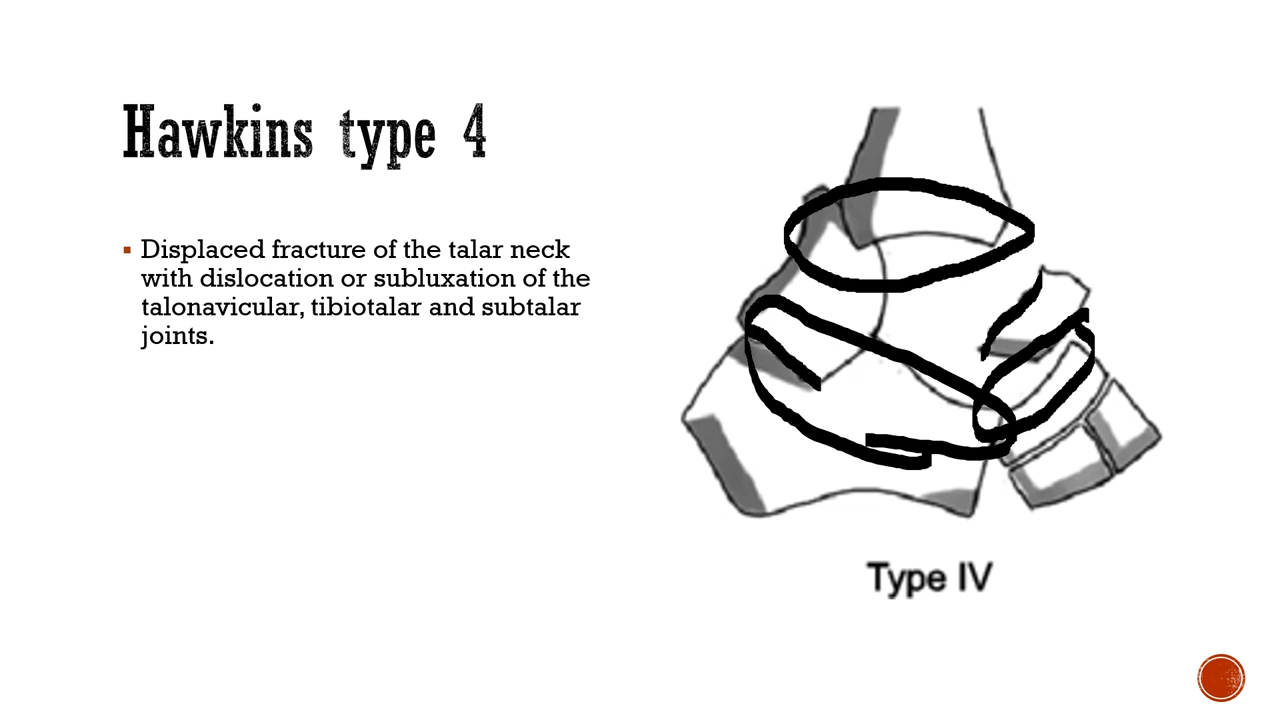 Hawkins type 4
Displaced fracture of the talar neck
with dislocation or subluxation of the
talonavicular, tibiotalar and subtalar
joints.
Type IV